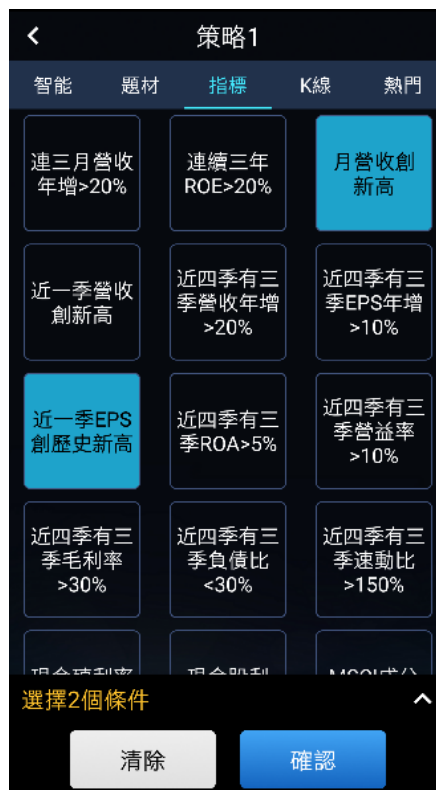 策略1
智能 題材 指標 K線 熱門
連三月營收
年增>20%
連續三年
ROE>20%
月營收創
新高
近一季營收
創新高
近四季有三
季營收年增
>20%
近四季有三
季EPS年增
>10%
近一季EPS
創歷史新高
近四季有三
季ROA>5%
近四季有三
季營益率
>10%
近四季有三
季毛利率
>30%
近四季有三
季負債比
<30%
近四季有三
季速動比
>150%
選擇2個條件
清除
確認